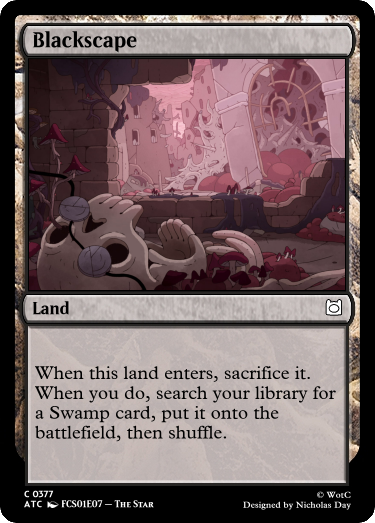 Blackscape
Land
When this land enters, sacrifice it.
When you do, search your library for
a Swamp card, put it onto the
battlefield, then shuffle.
C 0377
ATC FCS01E07 – The Star
© WotC
Designed by Nicholas Day